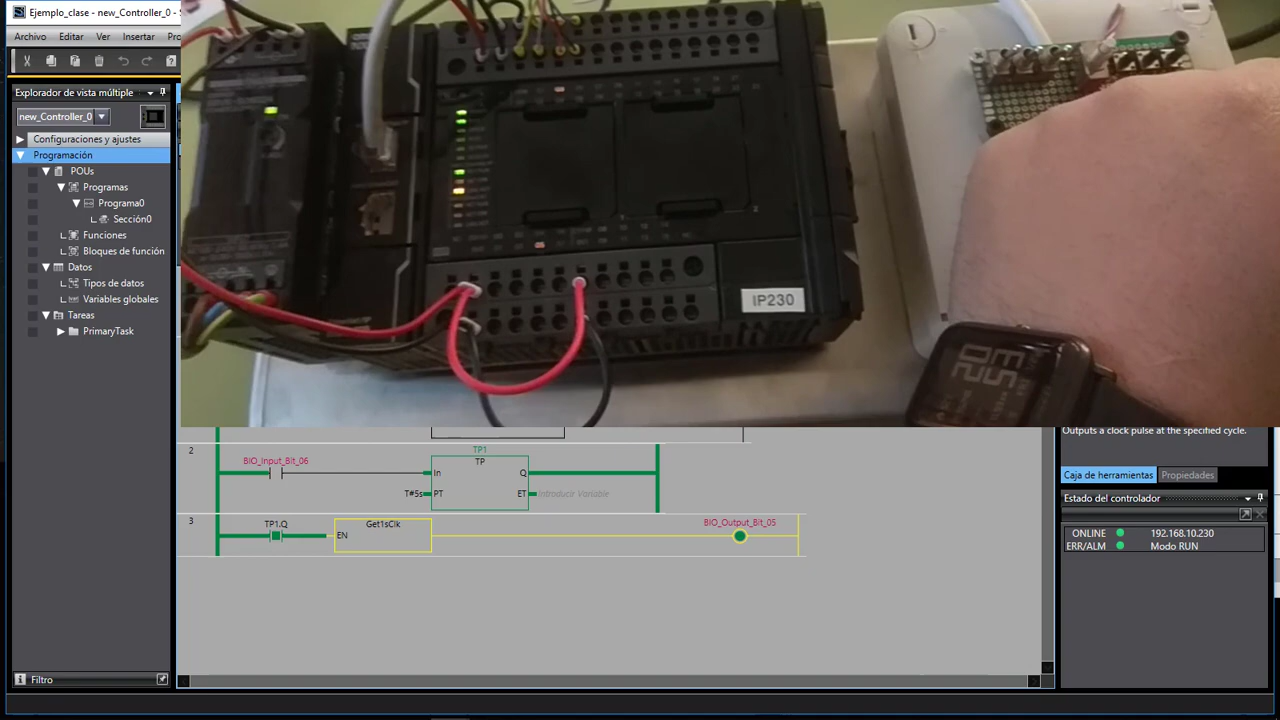 Ejemplo_clase - new_Controller_0 - S
Archivo Editar Ver Insertar Pro
Explorador de vista múltiple
new_Controller_0
Configuraciones y ajustes
Programación
POUs
Programas
Programa0
Sección0
Funciones
Bloques de función
Datos
Tipos de datos
Variables globales
Tareas
PrimaryTask
Filtro
IP230
2
BIO_Input_Bit_06
TP1
TP
In Q
T#5s PT ET Introducir Variable
3
TP1.Q
Get1sClk
EN
BIO_Output_Bit_05
Outputs a clock pulse at the specified cycle.
Caja de herramientas Propiedades
Estado del controlador
ONLINE 192.168.10.230
ERR/ALM Modo RUN